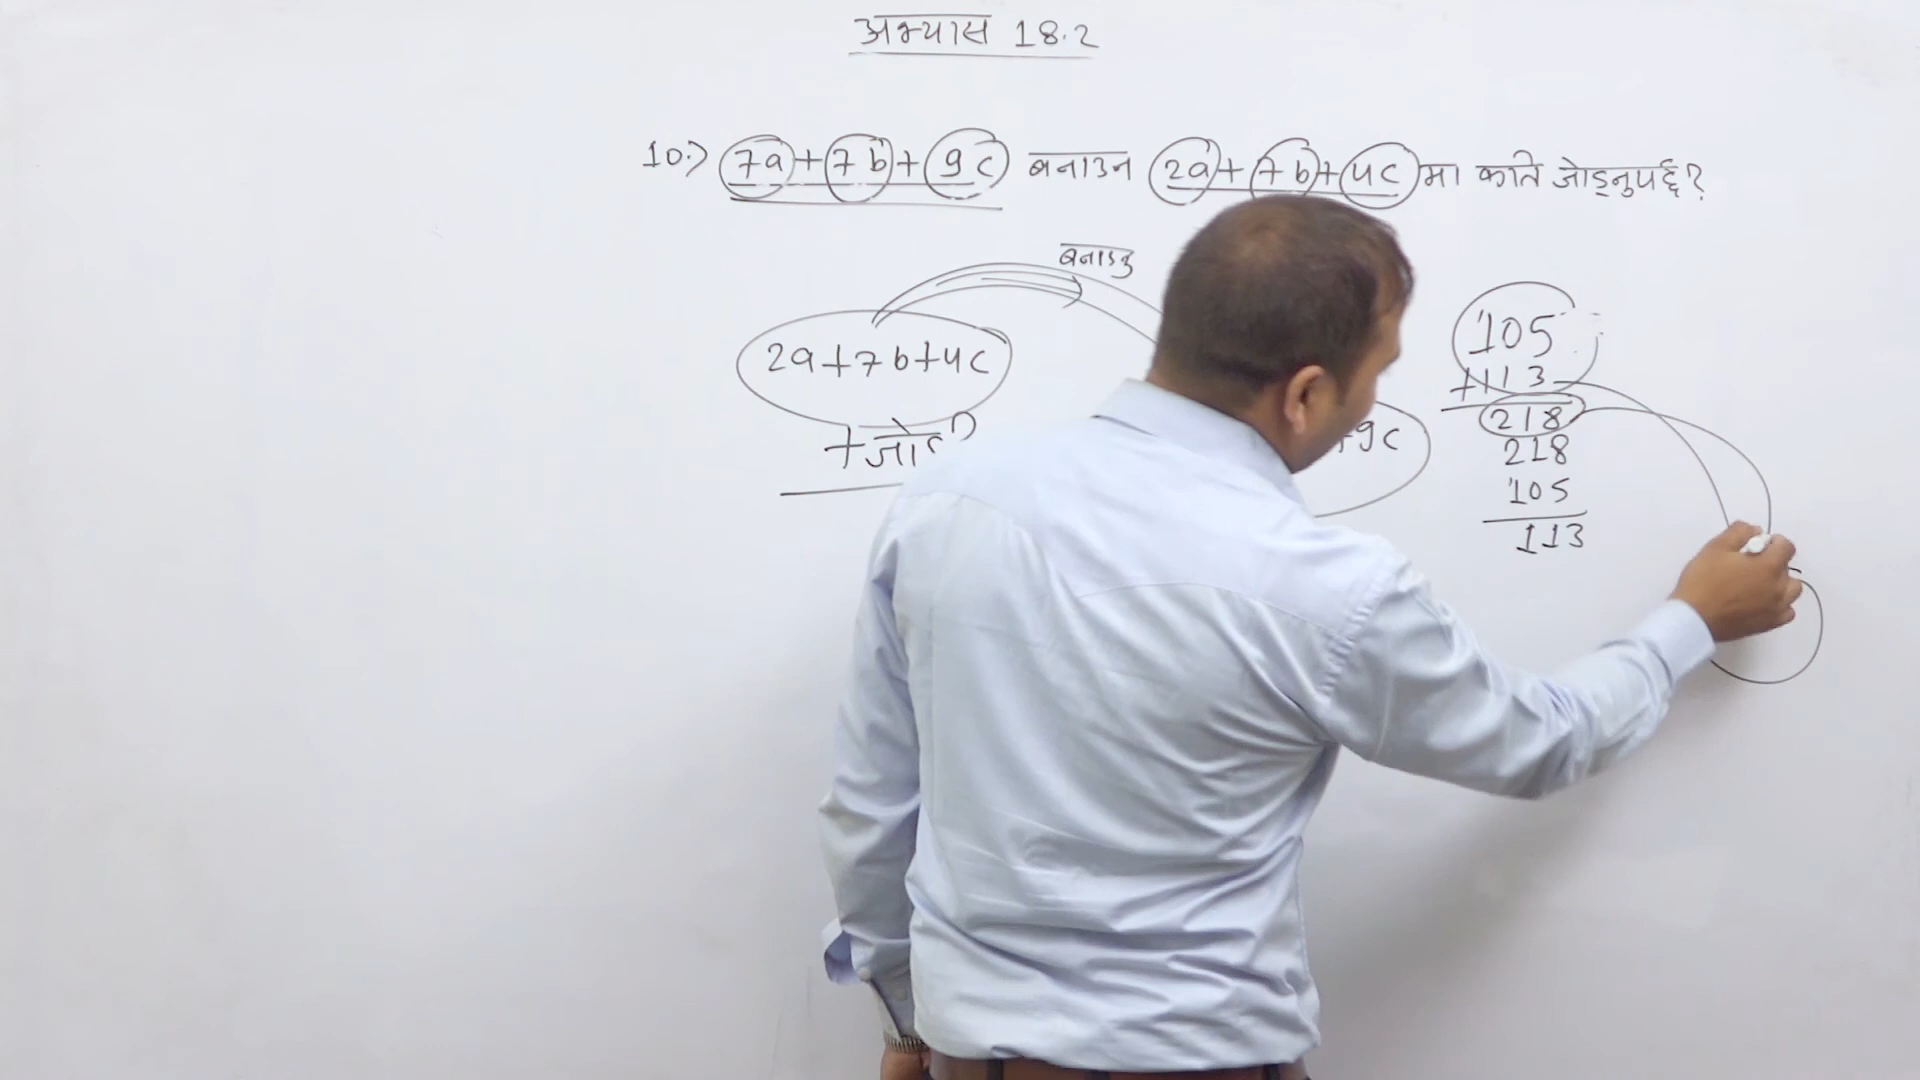 अभ्यास 18.2
10.) 7a+7b+9c बनाउन 2a+7b+4c मा कति जोड्नुपर्छ?
बनाउनु
2a+7b+4c
+जोड?
+9c
105
+113
218
218
105
113